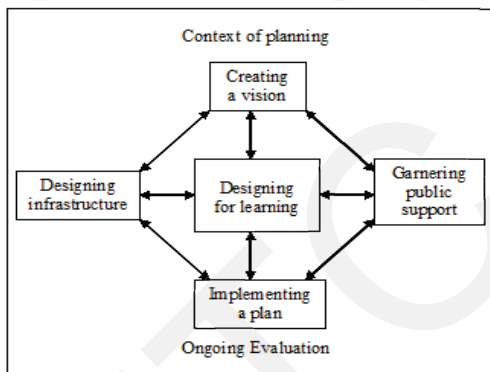 Context of planning
Creating
a vision
Designing
infrastructure
Designing
for learning
Garnering
public
support
Implementing
a plan
Ongoing Evaluation